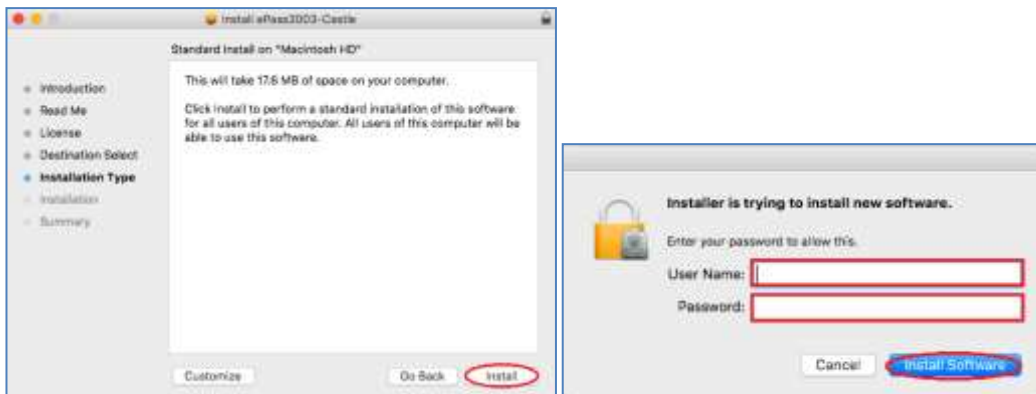 Install ePass2003-Castle
Standard Install on "Macintosh HD"
Introduction
Read Me
License
Destination Select
Installation Type
Installation
Summary
This will take 17.6 MB of space on your computer.
Click Install to perform a standard installation of this software
for all users of this computer. All users of this computer will be
able to use this software.
Customize
Go Back
Install
Installer is trying to install new software.
Enter your password to allow this.
User Name:
Password:
Cancel
Install Software